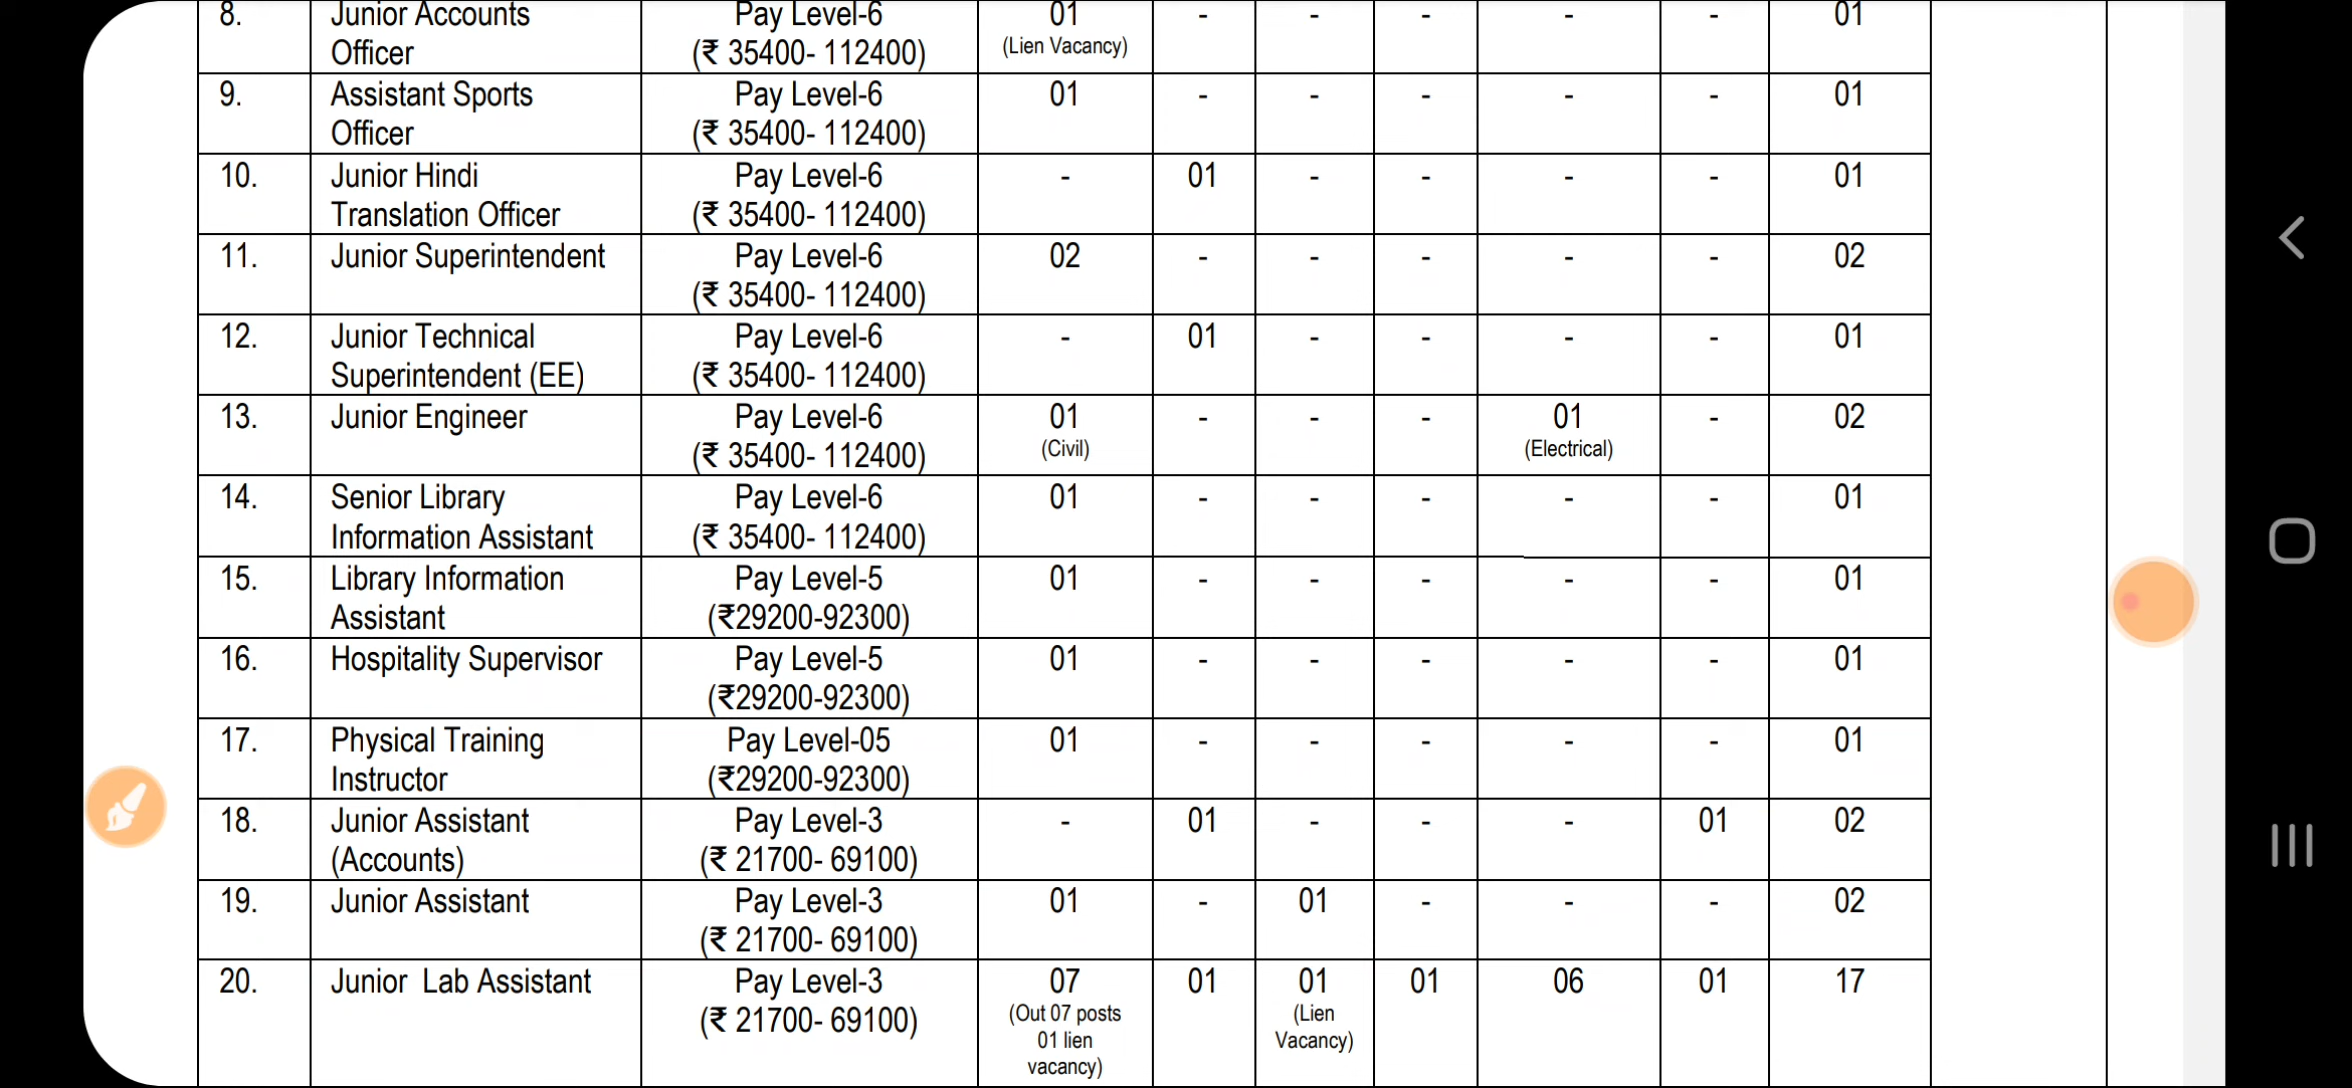 8. Junior Accounts Pay Level-6 01 - - - - - 01
Officer (₹ 35400- 112400) (Lien Vacancy)
9. Assistant Sports Pay Level-6 01 - - - - - 01
Officer (₹ 35400- 112400)
10. Junior Hindi Pay Level-6 - 01 - - - - 01
Translation Officer (₹ 35400- 112400)
11. Junior Superintendent Pay Level-6 02 - - - - - 02
(₹ 35400- 112400)
12. Junior Technical Pay Level-6 - 01 - - - - 01
Superintendent (EE) (₹ 35400- 112400)
13. Junior Engineer Pay Level-6 01 - - - 01 - 02
(₹ 35400- 112400) (Civil) (Electrical)
14. Senior Library Pay Level-6 01 - - - - - 01
Information Assistant (₹ 35400- 112400)
15. Library Information Pay Level-5 01 - - - - - 01
Assistant (₹29200-92300)
16. Hospitality Supervisor Pay Level-5 01 - - - - - 01
(₹29200-92300)
17. Physical Training Pay Level-05 01 - - - - - 01
Instructor (₹29200-92300)
18. Junior Assistant Pay Level-3 - 01 - - - 01 02
(Accounts) (₹ 21700- 69100)
19. Junior Assistant Pay Level-3 01 - 01 - - - 02
(₹ 21700- 69100)
20. Junior Lab Assistant Pay Level-3 07 01 01 01 06 01 17
(₹ 21700- 69100) (Out 07 posts (Lien
01 lien Vacancy)
vacancy)